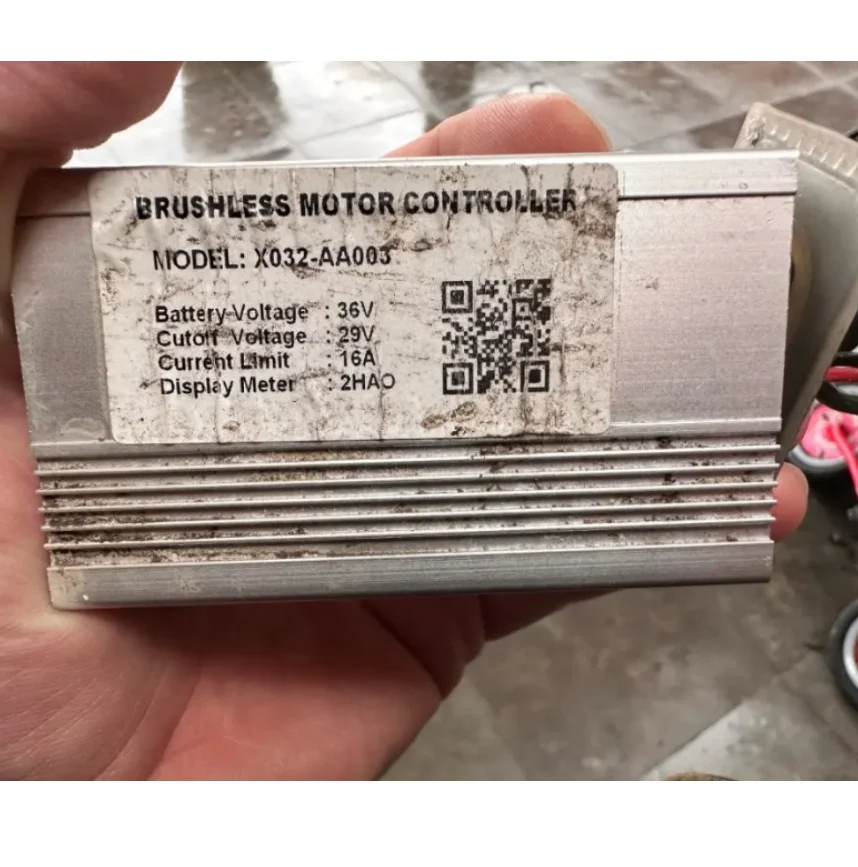 BRUSHLESS MOTOR CONTROLLER
MODEL: X032-AA003
Battery Voltage : 36V
Cutoff Voltage : 29V
Current Limit : 16A
Display Meter : 2HAO